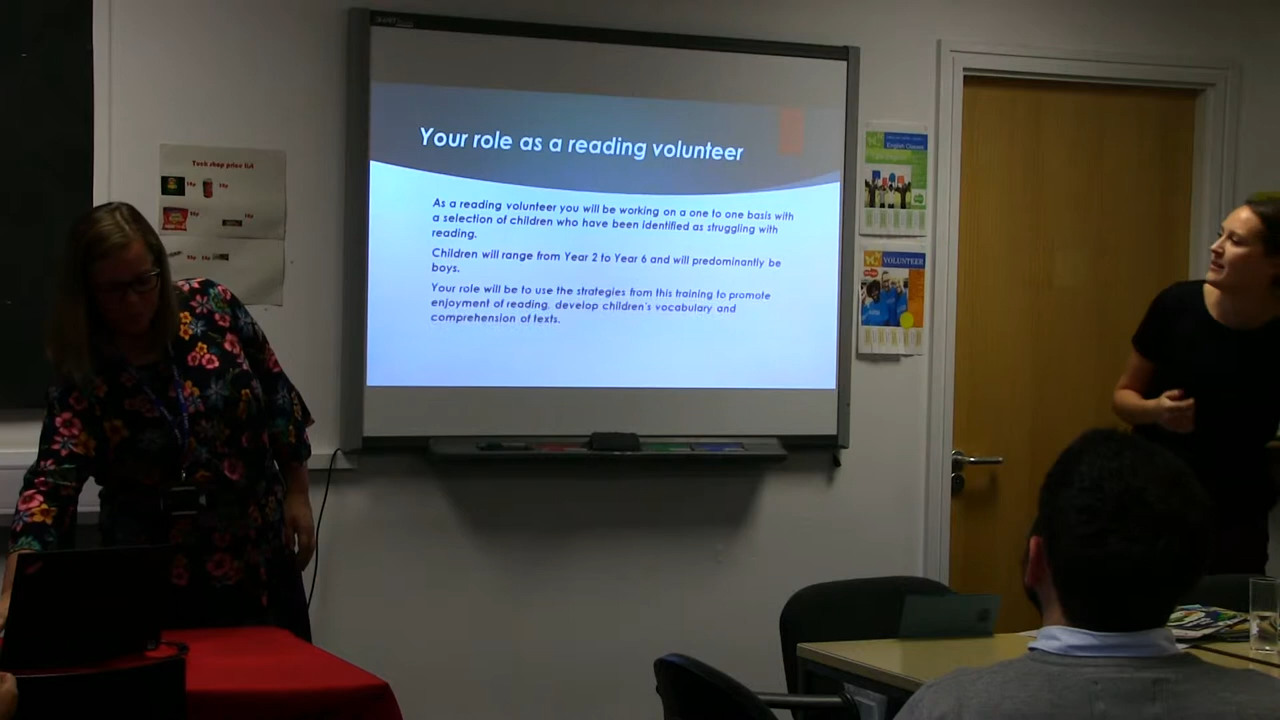 Your role as a reading volunteer
As a reading volunteer you will be working on a one to one basis with
a selection of children who have been identified as struggling with
reading.
Children will range from Year 2 to Year 6 and will predominantly be
boys.
Your role will be to use the strategies from this training to promote
enjoyment of reading, develop children's vocabulary and
comprehension of texts.
Tuck shop price list
English Classes
VOLUNTEER